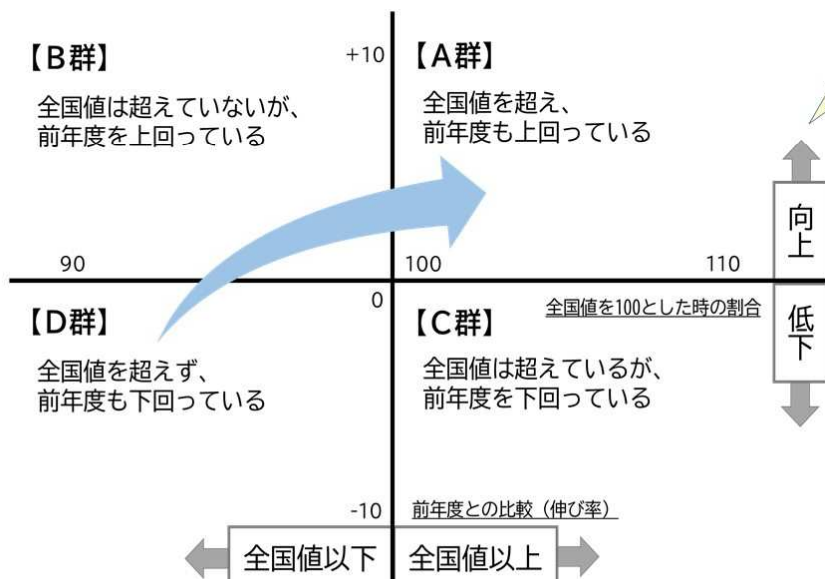 【B群】
全国値は超えていないが、
前年度を上回っている
+10
【A群】
全国値を超え、
前年度も上回っている
向上
90
100
110
0
全国値を100とした時の割合
低下
【D群】
全国値を超えず、
前年度も下回っている
【C群】
全国値は超えているが、
前年度を下回っている
-10
前年度との比較（伸び率）
全国値以下
全国値以上